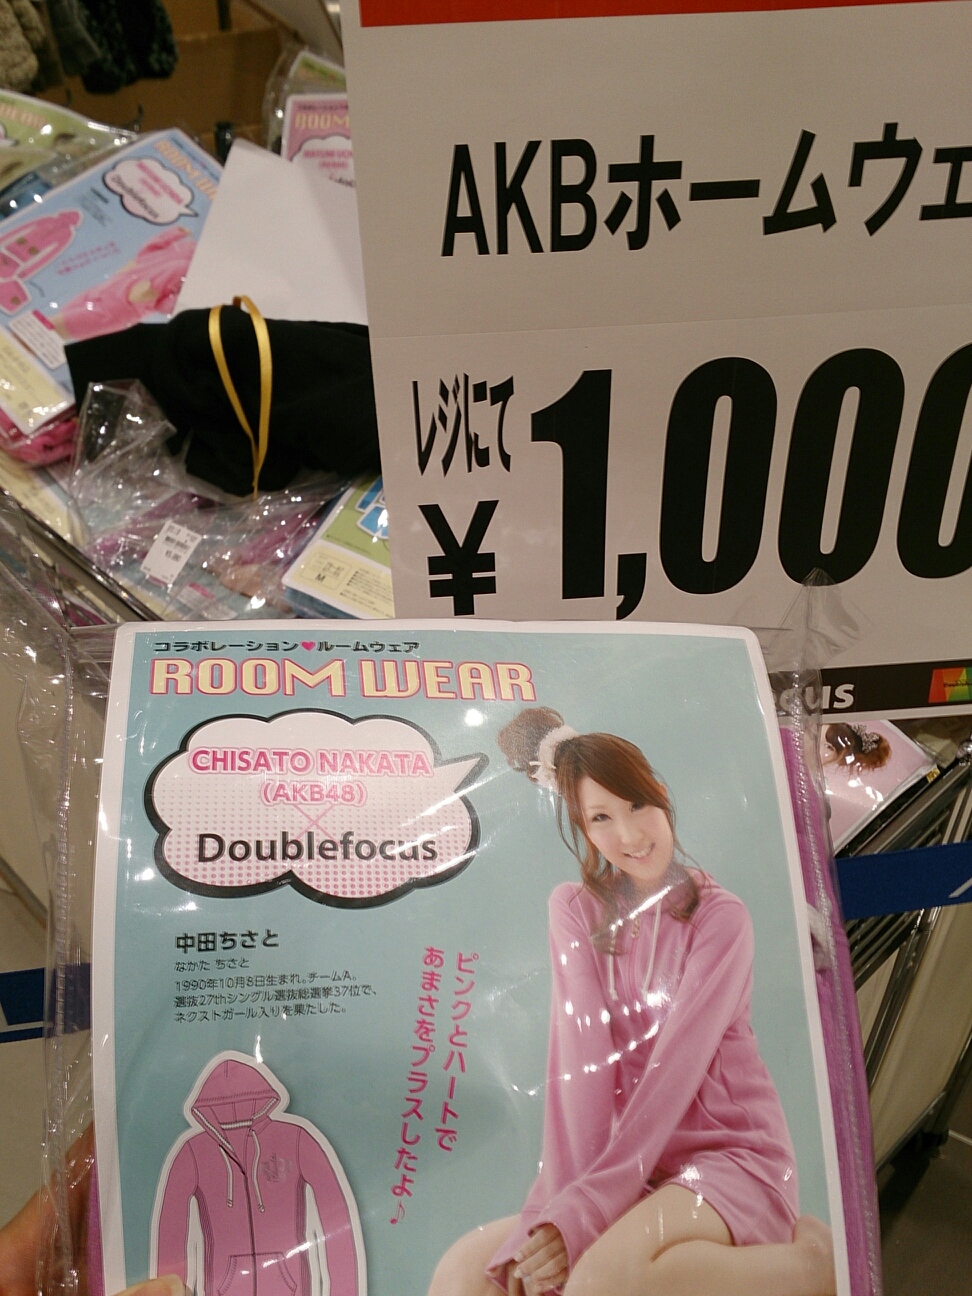 AKBホームウェ
レジにて
¥1,000
cus
コラボレーション♥ルームウェア
ROOM WEAR
CHISATO NAKATA
(AKB48)
×
Doublefocus
中田ちさと
なかた ちさと
1990年10月8日生まれ。チームA。
選抜27thシングル選抜総選挙37位で、
ネクストガール入りを果たした。
ピンクとハートで
あまさをプラスしたよ♪
ROOM W
Doublefocus
ROOM
M